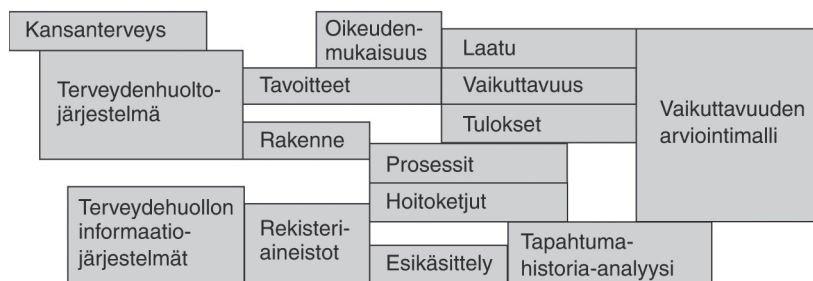 Kansanterveys
Oikeuden-
mukaisuus
Laatu
Terveydenhuolto-
järjestelmä
Tavoitteet
Vaikuttavuus
Vaikuttavuuden
arviointimalli
Tulokset
Rakenne
Prosessit
Hoitoketjut
Terveydehuollon
informaatio-
järjestelmät
Rekisteri-
aineistot
Esikäsittely
Tapahtuma-
historia-analyysi